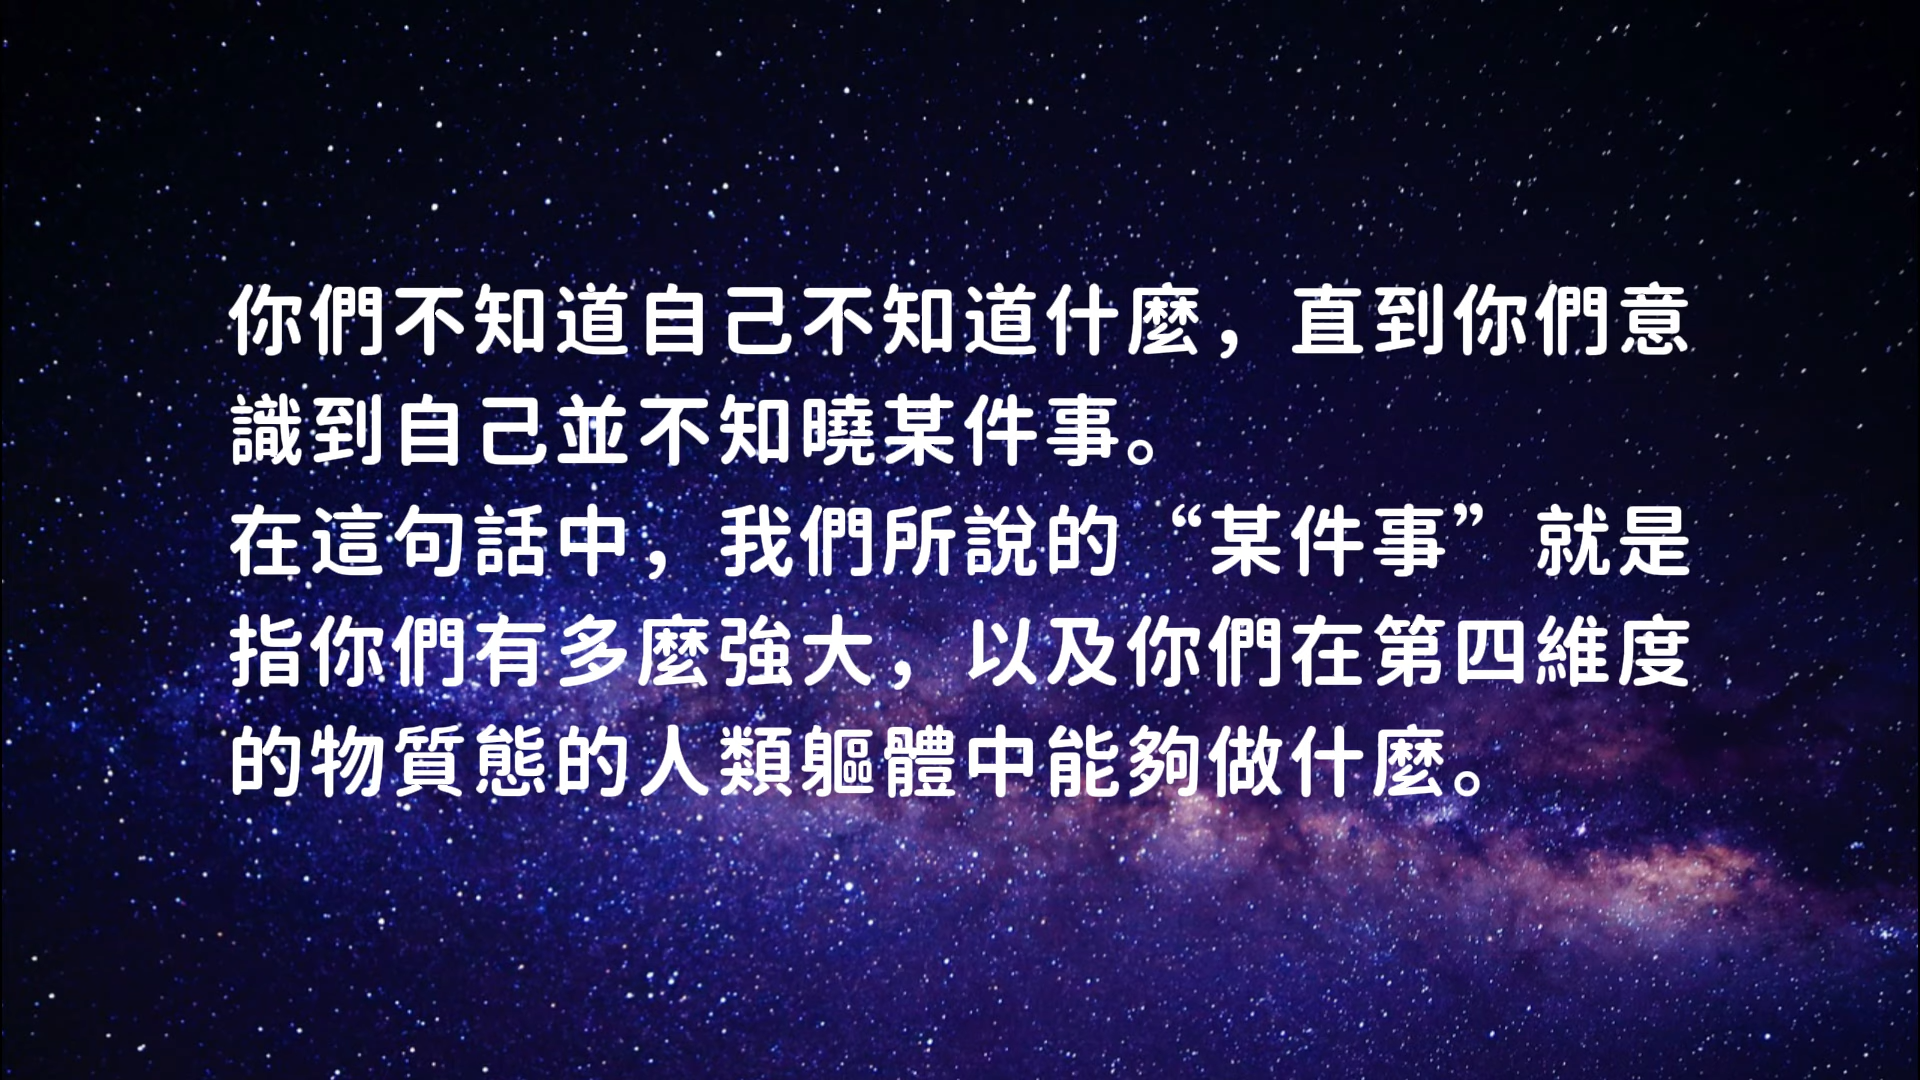 你們不知道自己不知道什麼，直到你們意
識到自己並不知曉某件事。
在這句話中，我們所說的“某件事”就是
指你們有多麼強大，以及你們在第四維度
的物質態的人類軀體中能夠做什麼。